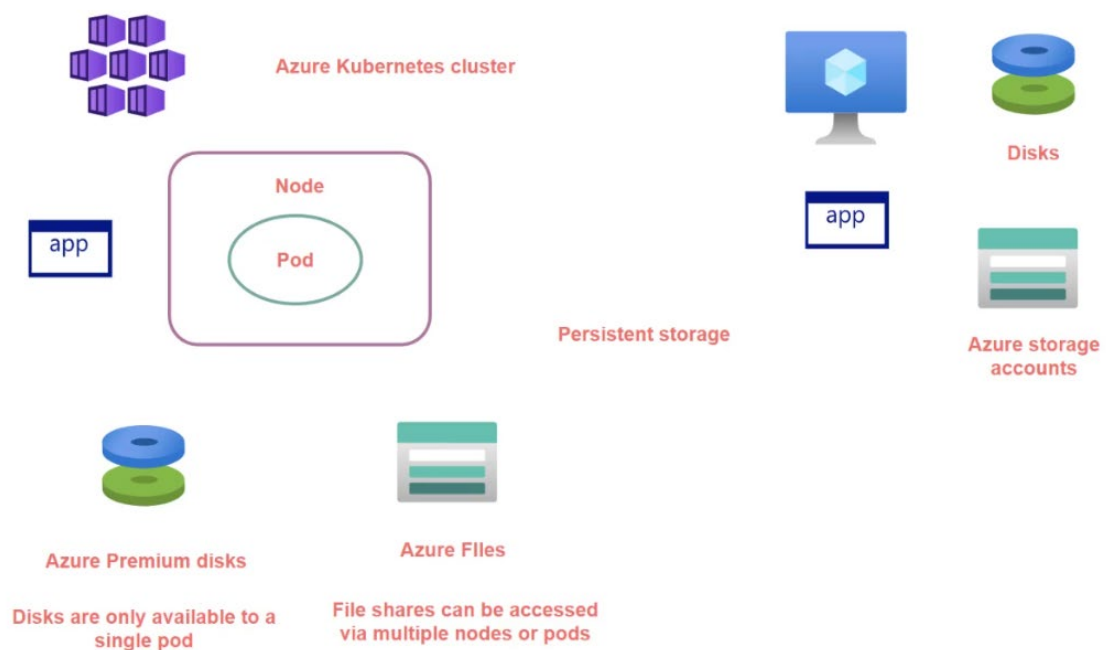 Azure Kubernetes cluster
Disks
Node
app
Pod
app
Persistent storage
Azure storage
accounts
Azure Premium disks
Disks are only available to a
single pod
Azure FIles
File shares can be accessed
via multiple nodes or pods